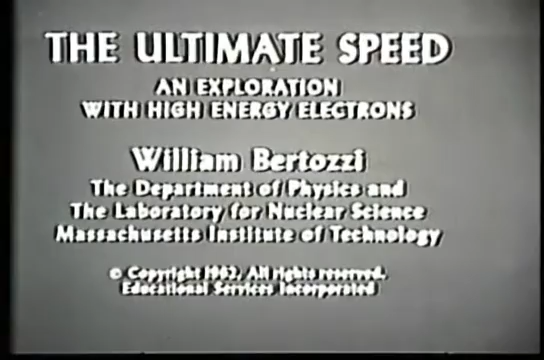 THE ULTIMATE SPEED
AN EXPLORATION
WITH HIGH ENERGY ELECTRONS
William Bertozzi
The Department of Physics and
The Laboratory for Nuclear Science
Massachusetts Institute of Technology
© Copyright 1962, All rights reserved.
Educational Services Incorporated